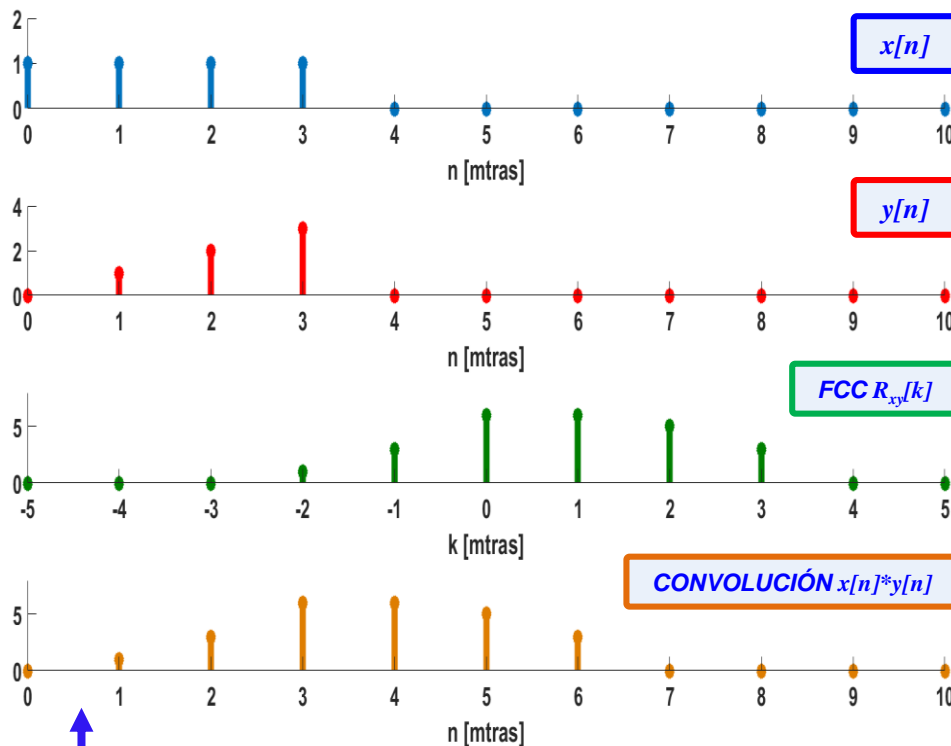 2
x[n]
1
0
0 1 2 3 4 5 6 7 8 9 10
n [mtras]
4
y[n]
2
0
0 1 2 3 4 5 6 7 8 9 10
n [mtras]
FCC Rxy[k]
5
0
-5 -4 -3 -2 -1 0 1 2 3 4 5
k [mtras]
CONVOLUCIÓN x[n]*y[n]
5
0
0 1 2 3 4 5 6 7 8 9 10
n [mtras]